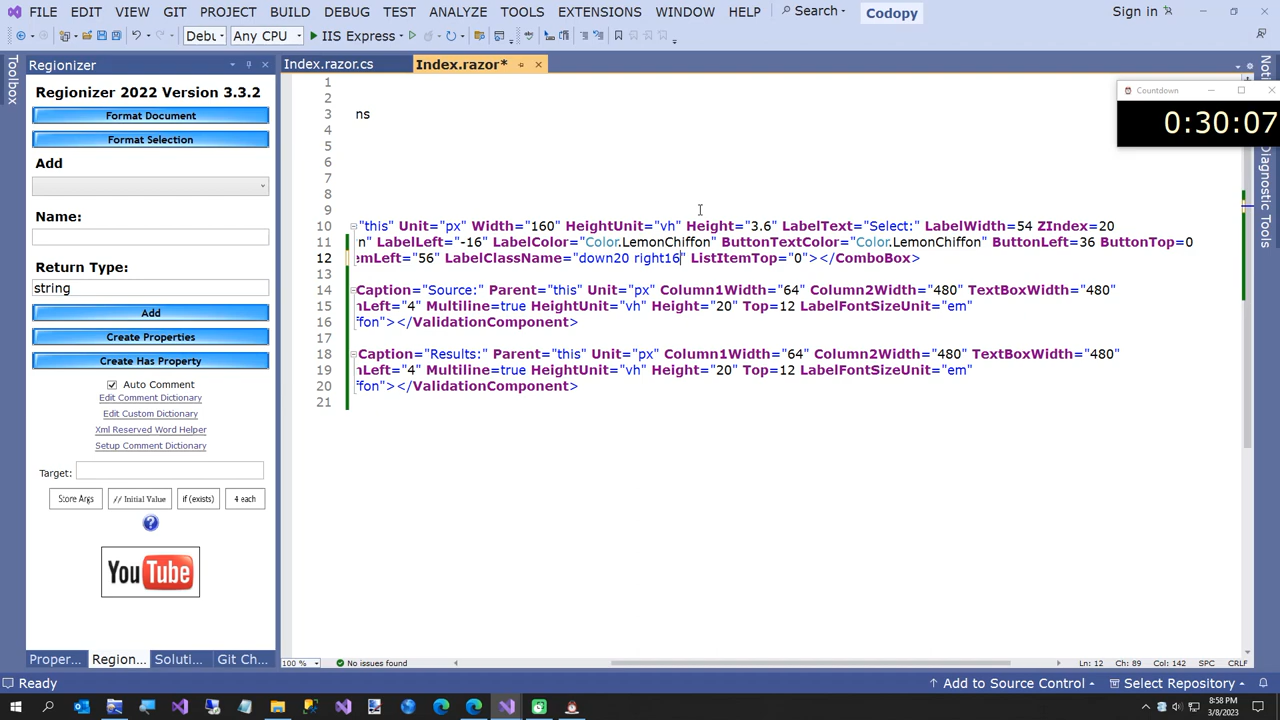 FILE EDIT VIEW GIT PROJECT BUILD DEBUG TEST ANALYZE TOOLS EXTENSIONS WINDOW HELP Search Codopy Sign in
Debu Any CPU IIS Express
Toolbox
Regionizer
Regionizer 2022 Version 3.3.2
Format Document
Format Selection
Add
Name:
Return Type:
string
Add
Create Properties
Create Has Property
Auto Comment
Edit Comment Dictionary
Edit Custom Dictionary
Xml Reserved Word Helper
Setup Comment Dictionary
Target:
Store Args // Initial Value if (exists) 4 each
?
YouTube
Proper... Region... Soluti... Git Ch...
Index.razor.cs Index.razor*
1
2
3 ns
4
5
6
7
8
9
10 "this" Unit="px" Width="160" HeightUnit="vh" Height="3.6" LabelText="Select:" LabelWidth=54 ZIndex=20
11 n" LabelLeft="-16" LabelColor="Color.LemonChiffon" ButtonTextColor="Color.LemonChiffon" ButtonLeft=36 ButtonTop=0
12 emLeft="56" LabelClassName="down20 right16" ListItemTop="0"></ComboBox>
13
14 Caption="Source:" Parent="this" Unit="px" Column1Width="64" Column2Width="480" TextBoxWidth="480"
15 nLeft="4" Multiline=true HeightUnit="vh" Height="20" Top=12 LabelFontSizeUnit="em"
16 ffon"></ValidationComponent>
17
18 Caption="Results:" Parent="this" Unit="px" Column1Width="64" Column2Width="480" TextBoxWidth="480"
19 nLeft="4" Multiline=true HeightUnit="vh" Height="20" Top=12 LabelFontSizeUnit="em"
20 ffon"></ValidationComponent>
21
Countdown
0:30:07
Diagnostic Tools
100 % No issues found Ln: 12 Ch: 89 Col: 142 SPC CRLF
Ready Add to Source Control Select Repository
8:58 PM
3/8/2023